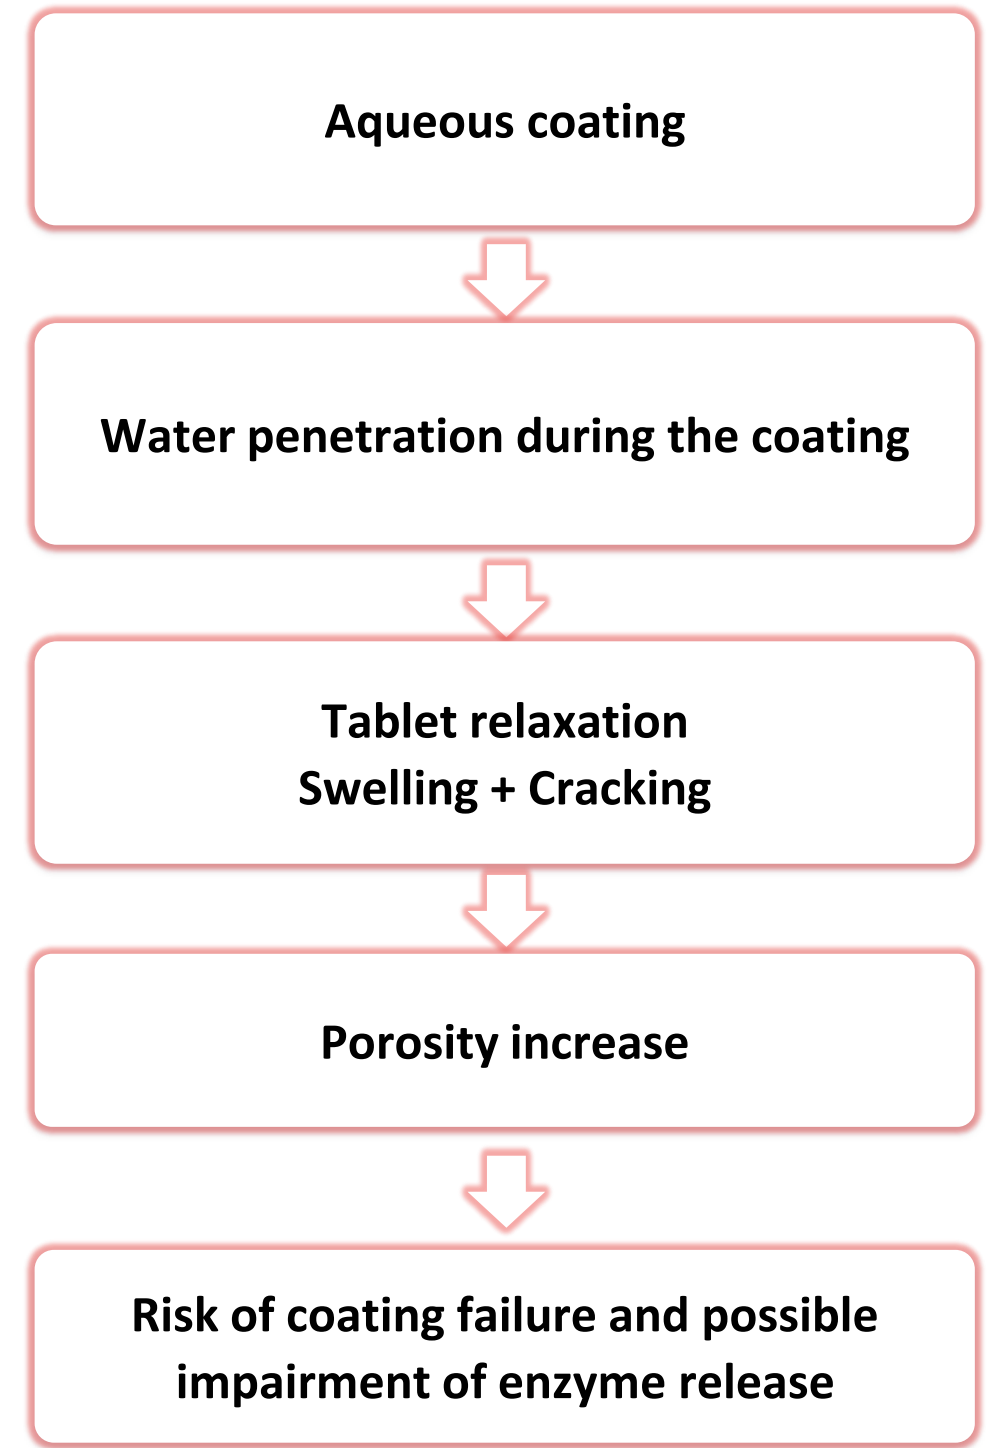 Aqueous coating
Water penetration during the coating
Tablet relaxation
Swelling + Cracking
Porosity increase
Risk of coating failure and possible
impairment of enzyme release